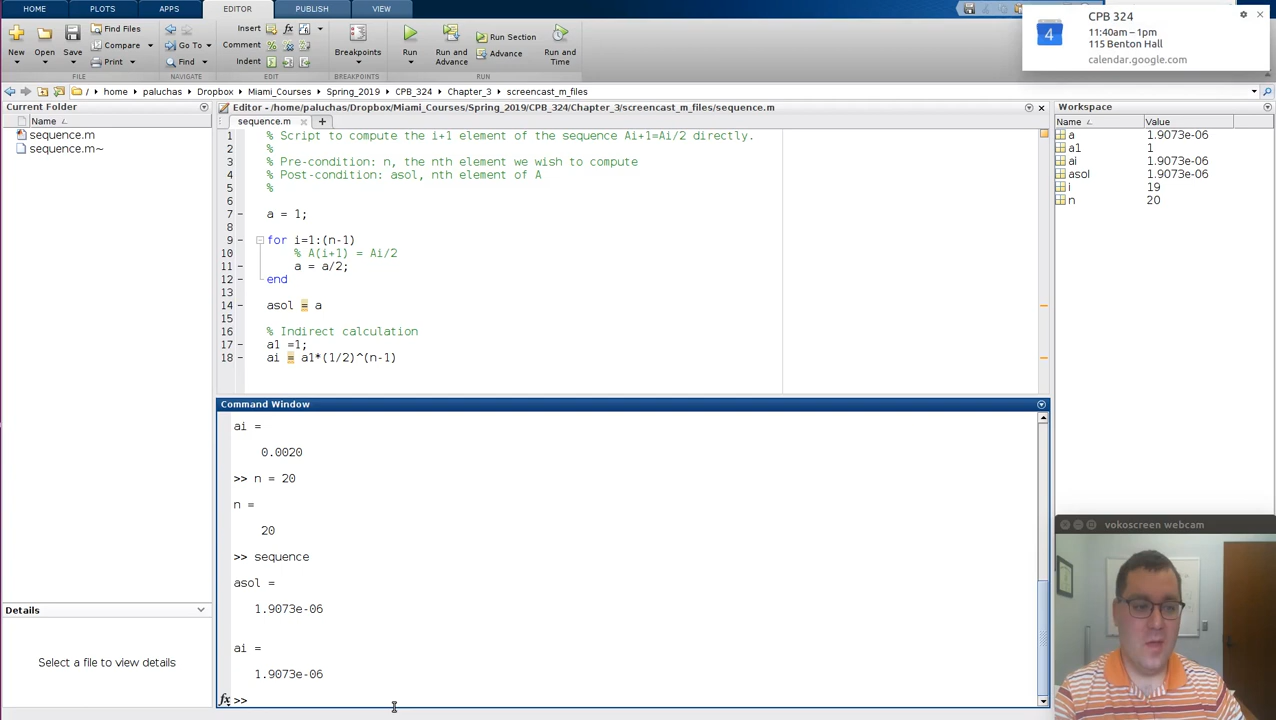 HOME
PLOTS
APPS
EDITOR
PUBLISH
VIEW
New
Open
Save
Find Files
Compare
Print
Go To
Find
Insert
Comment
Indent
Breakpoints
Run
Run and
Advance
Run Section
Advance
Run and
Time
FILE
NAVIGATE
EDIT
BREAKPOINTS
RUN
CPB 324
4
11:40am – 1pm
115 Benton Hall
calendar.google.com
/ home paluchas Dropbox Miami_Courses Spring_2019 CPB_324 Chapter_3 screencast_m_files
Current Folder
Name
sequence.m
sequence.m~
Details
Select a file to view details
Editor - /home/paluchas/Dropbox/Miami_Courses/Spring_2019/CPB_324/Chapter_3/screencast_m_files/sequence.m
sequence.m
1 % Script to compute the i+1 element of the sequence Ai+1=Ai/2 directly.
2 %
3 % Pre-condition: n, the nth element we wish to compute
4 % Post-condition: asol, nth element of A
5 %
6
7 a = 1;
8
9 for i=1:(n-1)
10 % A(i+1) = Ai/2
11 a = a/2;
12 end
13
14 asol = a
15
16 % Indirect calculation
17 a1 =1;
18 ai = a1*(1/2)^(n-1)
Command Window
ai =
0.0020
>> n = 20
n =
20
>> sequence
asol =
1.9073e-06
ai =
1.9073e-06
fx >>
Workspace
Name Value
a 1.9073e-06
a1 1
ai 1.9073e-06
asol 1.9073e-06
i 19
n 20
vokoscreen webcam